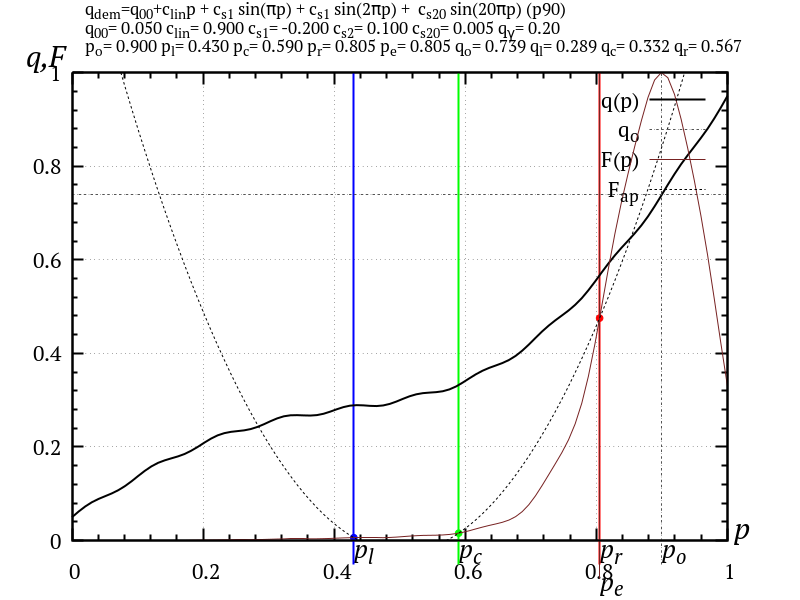 q_dem=q_00+c_lin p + c_s1 sin(πp) + c_s1 sin(2πp) + c_s20 sin(20πp) (p90)
q_00= 0.050 c_lin= 0.900 c_s1= -0.200 c_s2= 0.100 c_s20= 0.005 q_γ= 0.20
p_o= 0.900 p_l= 0.430 p_c= 0.590 p_r= 0.805 p_e= 0.805 q_o= 0.739 q_l= 0.289 q_c= 0.332 q_r= 0.567
q,F
1
q(p)
q_o
F(p)
F_ap
0.8
0.6
0.4
0.2
0
p
p_l
p_c
p_r
p_o
0
0.2
0.4
0.6
0.8
1
p_e